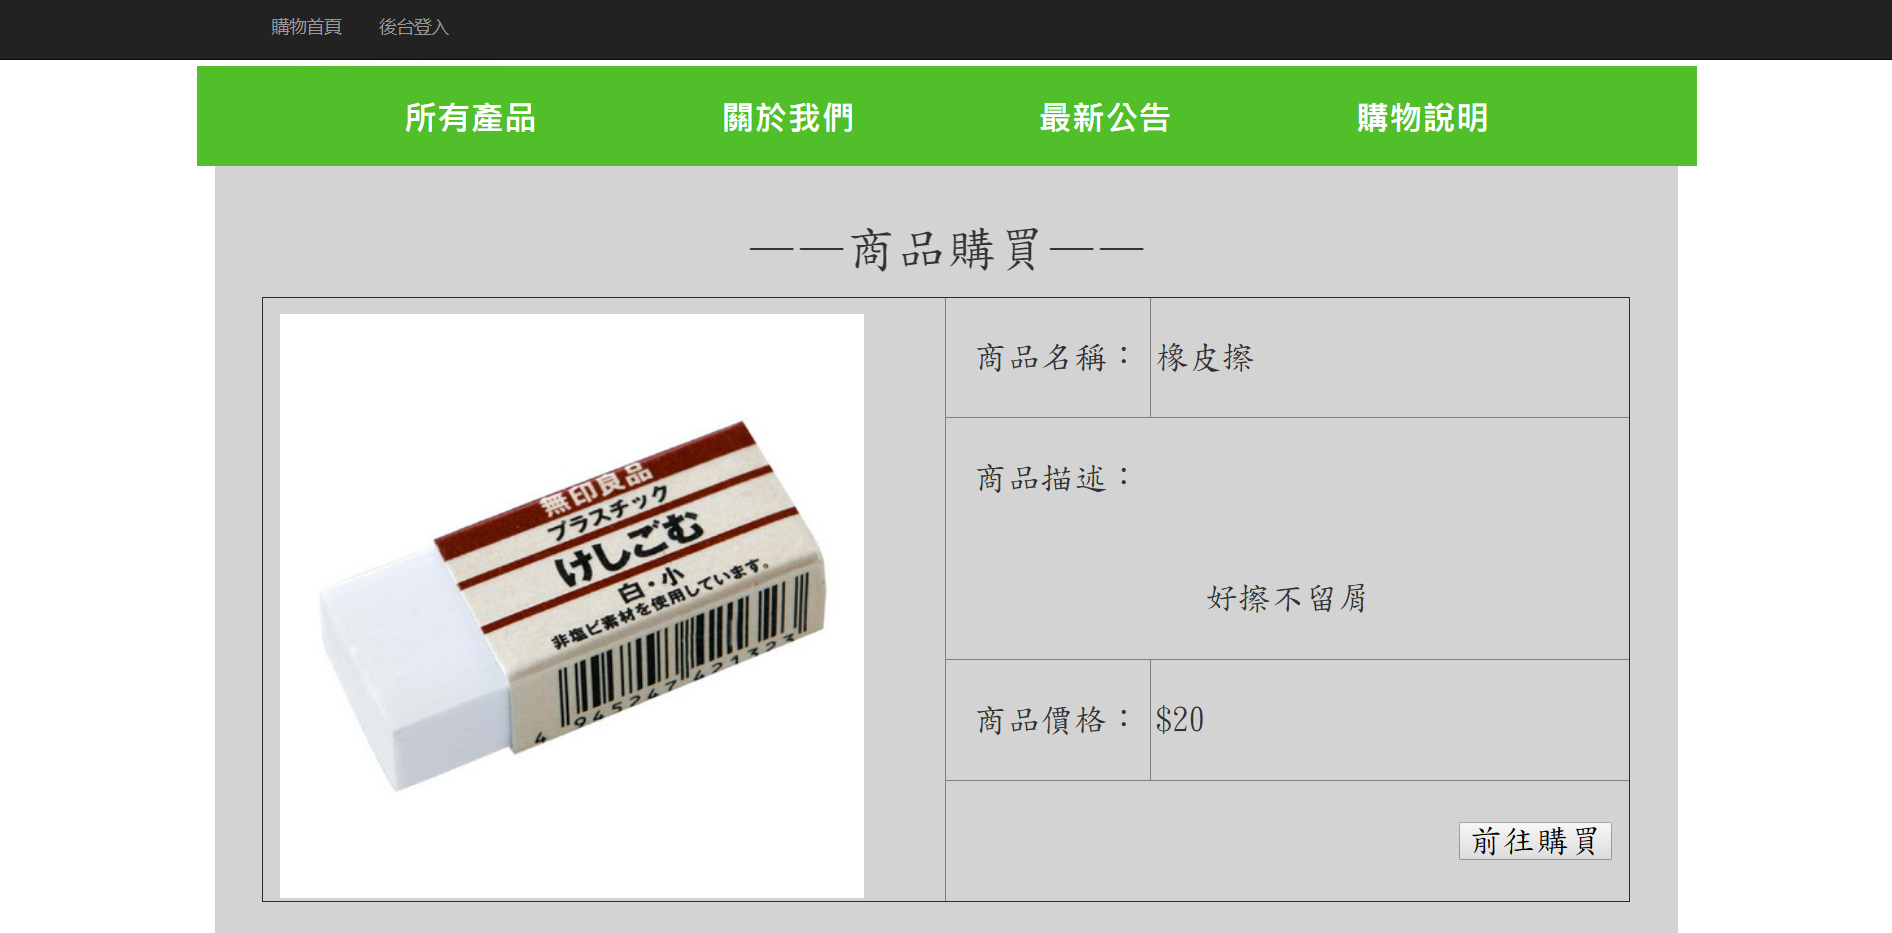 購物首頁 後台登入
所有產品 關於我們 最新公告 購物說明
——商品購買——
無印良品
プラスチック
けしごむ
白・小
非塩ビ素材を使用しています。
4 945247 421323
商品名稱： 橡皮擦
商品描述：
好擦不留屑
商品價格： $20
前往購買